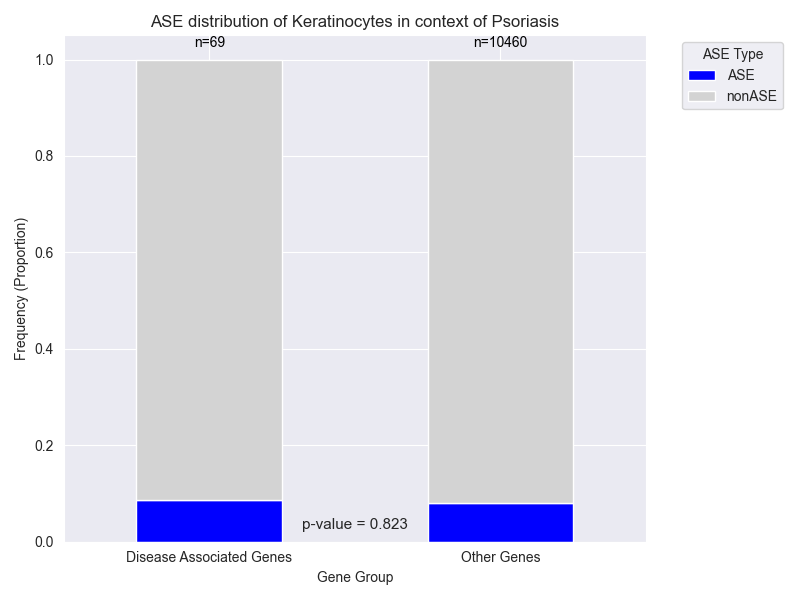 ASE distribution of Keratinocytes in context of Psoriasis
n=69
n=10460
ASE Type
ASE
nonASE
Frequency (Proportion)
1.0
0.8
0.6
0.4
0.2
0.0
p-value = 0.823
Disease Associated Genes
Other Genes
Gene Group